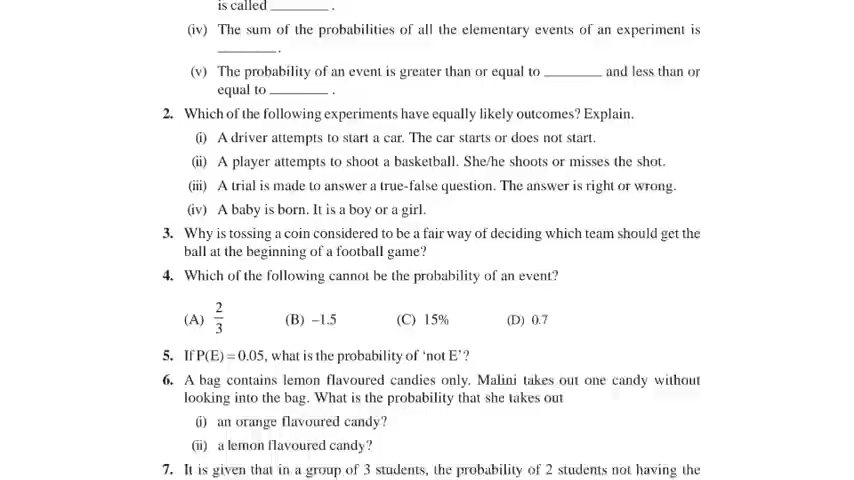 is called ________ .
(iv) The sum of the probabilities of all the elementary events of an experiment is
________ .
(v) The probability of an event is greater than or equal to ________ and less than or
equal to ________ .
2. Which of the following experiments have equally likely outcomes? Explain.
(i) A driver attempts to start a car. The car starts or does not start.
(ii) A player attempts to shoot a basketball. She/he shoots or misses the shot.
(iii) A trial is made to answer a true-false question. The answer is right or wrong.
(iv) A baby is born. It is a boy or a girl.
3. Why is tossing a coin considered to be a fair way of deciding which team should get the
ball at the beginning of a football game?
4. Which of the following cannot be the probability of an event?
(A) 2/3 (B) –1.5 (C) 15% (D) 0.7
5. If P(E) = 0.05, what is the probability of ‘not E’?
6. A bag contains lemon flavoured candies only. Malini takes out one candy without
looking into the bag. What is the probability that she takes out
(i) an orange flavoured candy?
(ii) a lemon flavoured candy?
7. It is given that in a group of 3 students, the probability of 2 students not having the